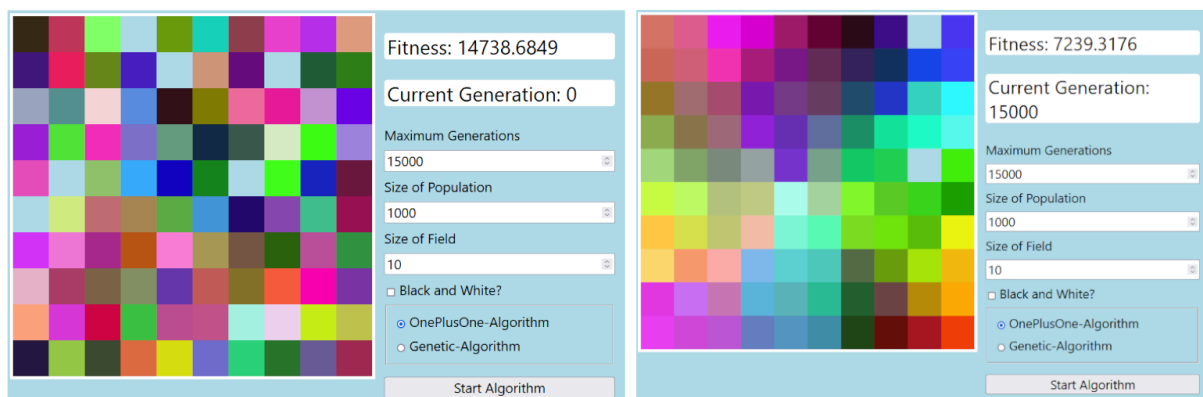 Fitness: 14738.6849
Current Generation: 0
Maximum Generations
15000
Size of Population
1000
Size of Field
10
Black and White?
OnePlusOne-Algorithm
Genetic-Algorithm
Start Algorithm
Fitness: 7239.3176
Current Generation:
15000
Maximum Generations
15000
Size of Population
1000
Size of Field
10
Black and White?
OnePlusOne-Algorithm
Genetic-Algorithm
Start Algorithm